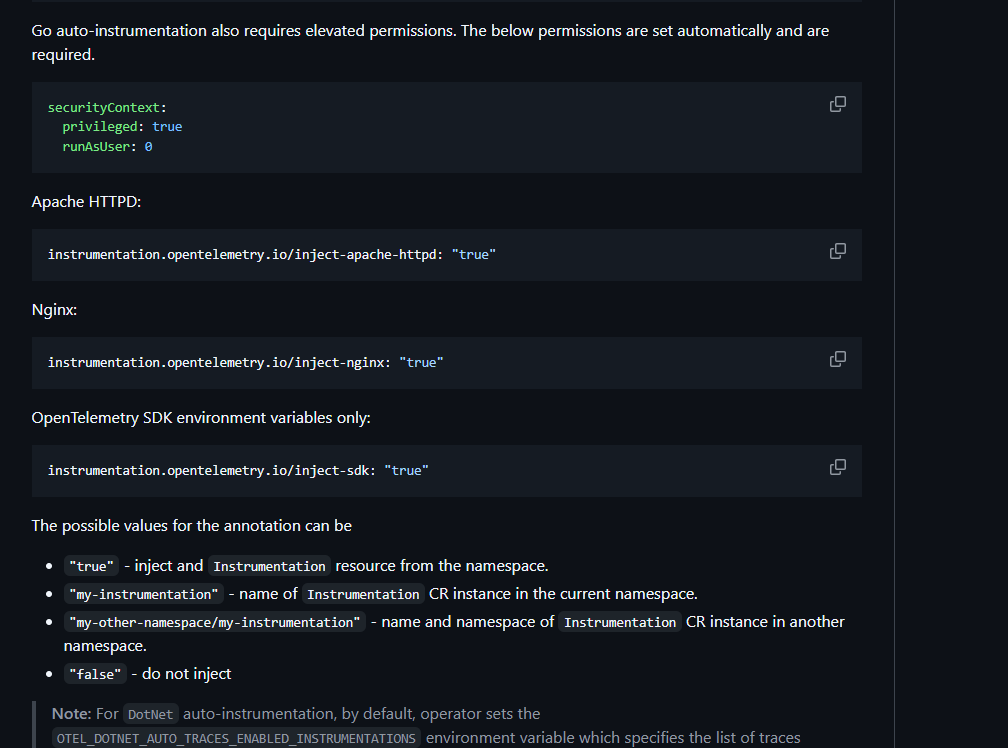 Go auto-instrumentation also requires elevated permissions. The below permissions are set automatically and are
required.
securityContext:
  privileged: true
  runAsUser: 0
Apache HTTPD:
instrumentation.opentelemetry.io/inject-apache-httpd: "true"
Nginx:
instrumentation.opentelemetry.io/inject-nginx: "true"
OpenTelemetry SDK environment variables only:
instrumentation.opentelemetry.io/inject-sdk: "true"
The possible values for the annotation can be
• "true" - inject and Instrumentation resource from the namespace.
• "my-instrumentation" - name of Instrumentation CR instance in the current namespace.
• "my-other-namespace/my-instrumentation" - name and namespace of Instrumentation CR instance in another
namespace.
• "false" - do not inject
Note: For DotNet auto-instrumentation, by default, operator sets the
OTEL_DOTNET_AUTO_TRACES_ENABLED_INSTRUMENTATIONS environment variable which specifies the list of traces